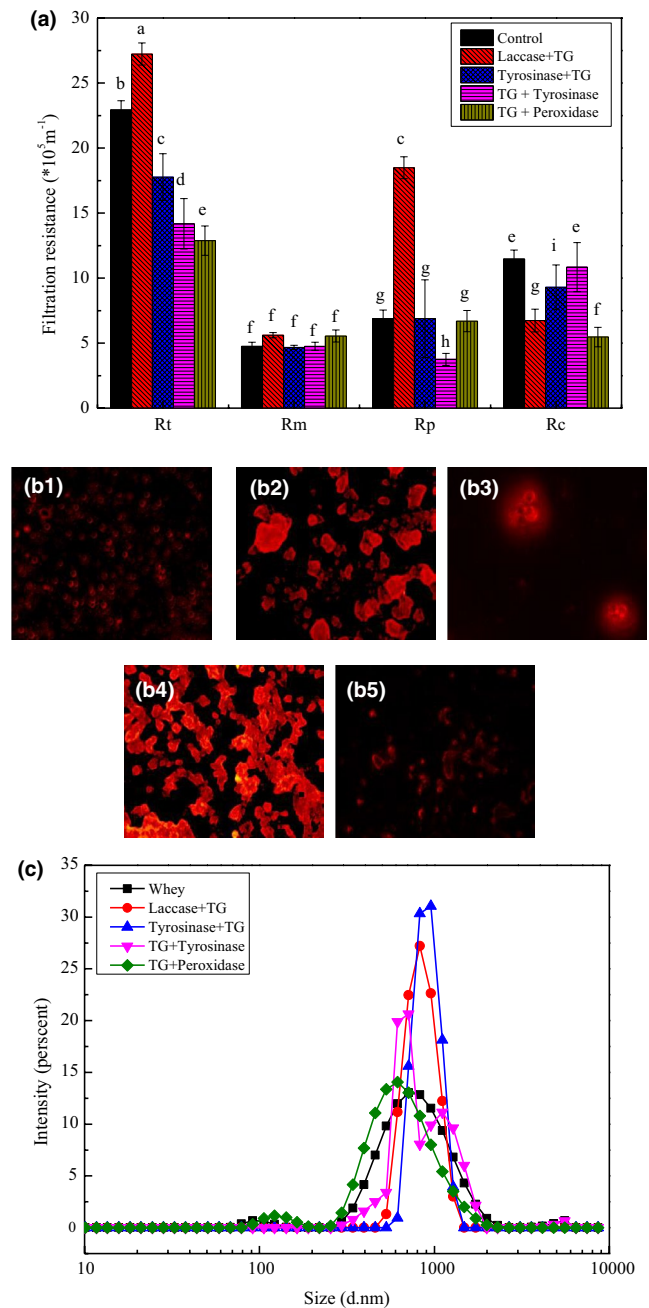 (a)
30
25
20
15
10
5
0
Filtration resistance (*10⁵m⁻¹)
Control
Laccase+TG
Tyrosinase+TG
TG + Tyrosinase
TG + Peroxidase
b a c d e
f f f f f
g c g h g
e g i e f
Rt Rm Rp Rc
(b1) (b2) (b3)
(b4) (b5)
(c)
35
30
25
20
15
10
5
0
Intensity (perscent)
Whey
Laccase+TG
Tyrosinase+TG
TG+Tyrosinase
TG+Peroxidase
10 100 1000 10000
Size (d.nm)